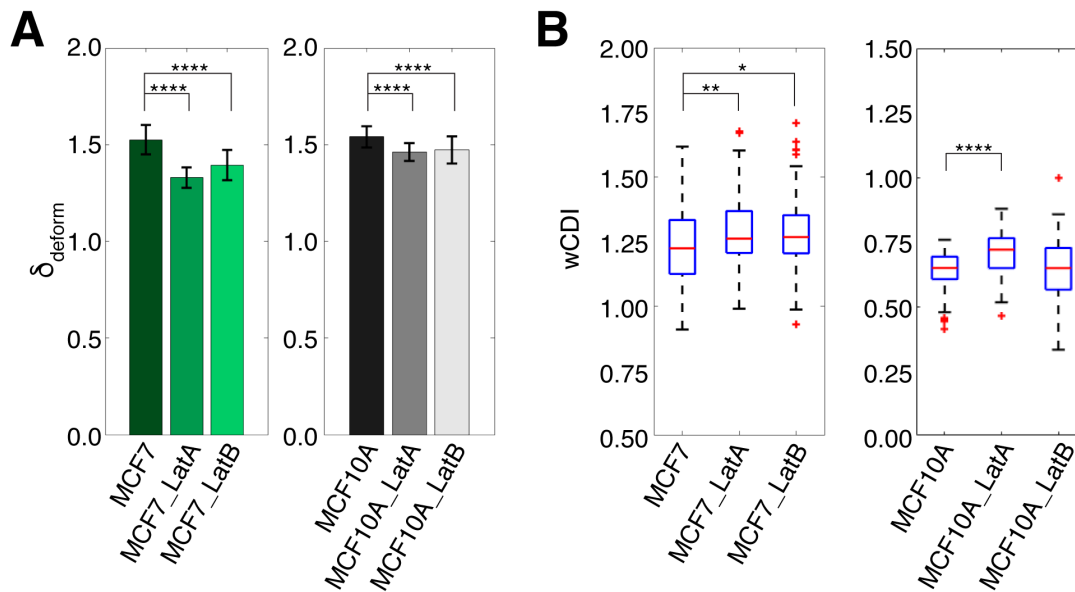 A
B
δdeform
2.0
1.5
1.0
0.5
0.0
****
****
MCF7
MCF7_LatA
MCF7_LatB
2.0
1.5
1.0
0.5
0.0
****
****
MCF10A
MCF10A_LatA
MCF10A_LatB
wCDI
2.00
1.75
1.50
1.25
1.00
0.75
0.50
*
**
MCF7
MCF7_LatA
MCF7_LatB
1.50
1.25
1.00
0.75
0.50
0.25
0.00
****
MCF10A
MCF10A_LatA
MCF10A_LatB